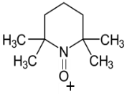 H₃C CH₃
H₃C N CH₃
O
+